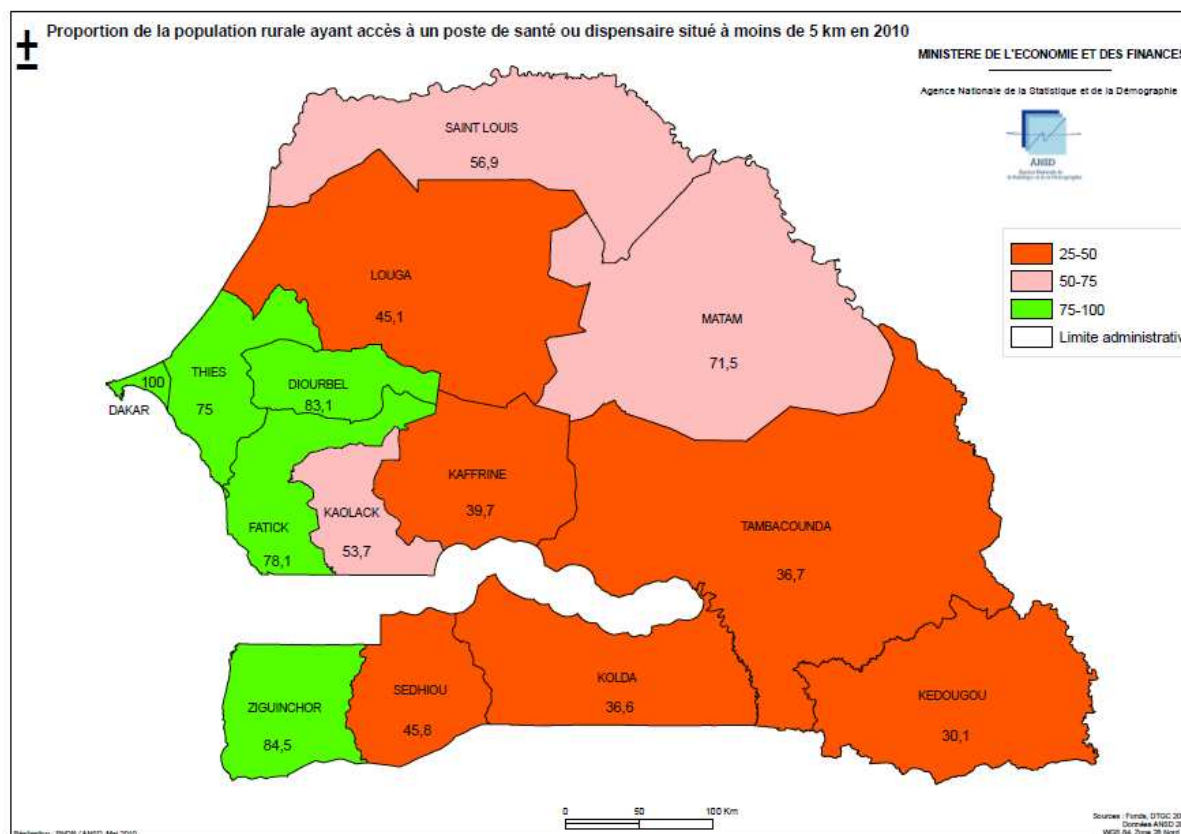 Proportion de la population rurale ayant accès à un poste de santé ou dispensaire situé à moins de 5 km en 2010
MINISTERE DE L'ECONOMIE ET DES FINANCES
Agence Nationale de la Statistique et de la Démographie
ANSD
SAINT LOUIS
56,9
25-50
50-75
75-100
Limite administrativ
LOUGA
45,1
MATAM
71,5
THIES
75
DIOURBEL
83,1
100
DAKAR
KAFFRINE
39,7
KAOLACK
53,7
FATICK
78,1
TAMBACOUNDA
36,7
ZIGUINCHOR
84,5
SEDHIOU
45,8
KOLDA
36,6
KEDOUGOU
30,1
0 50 100 Km